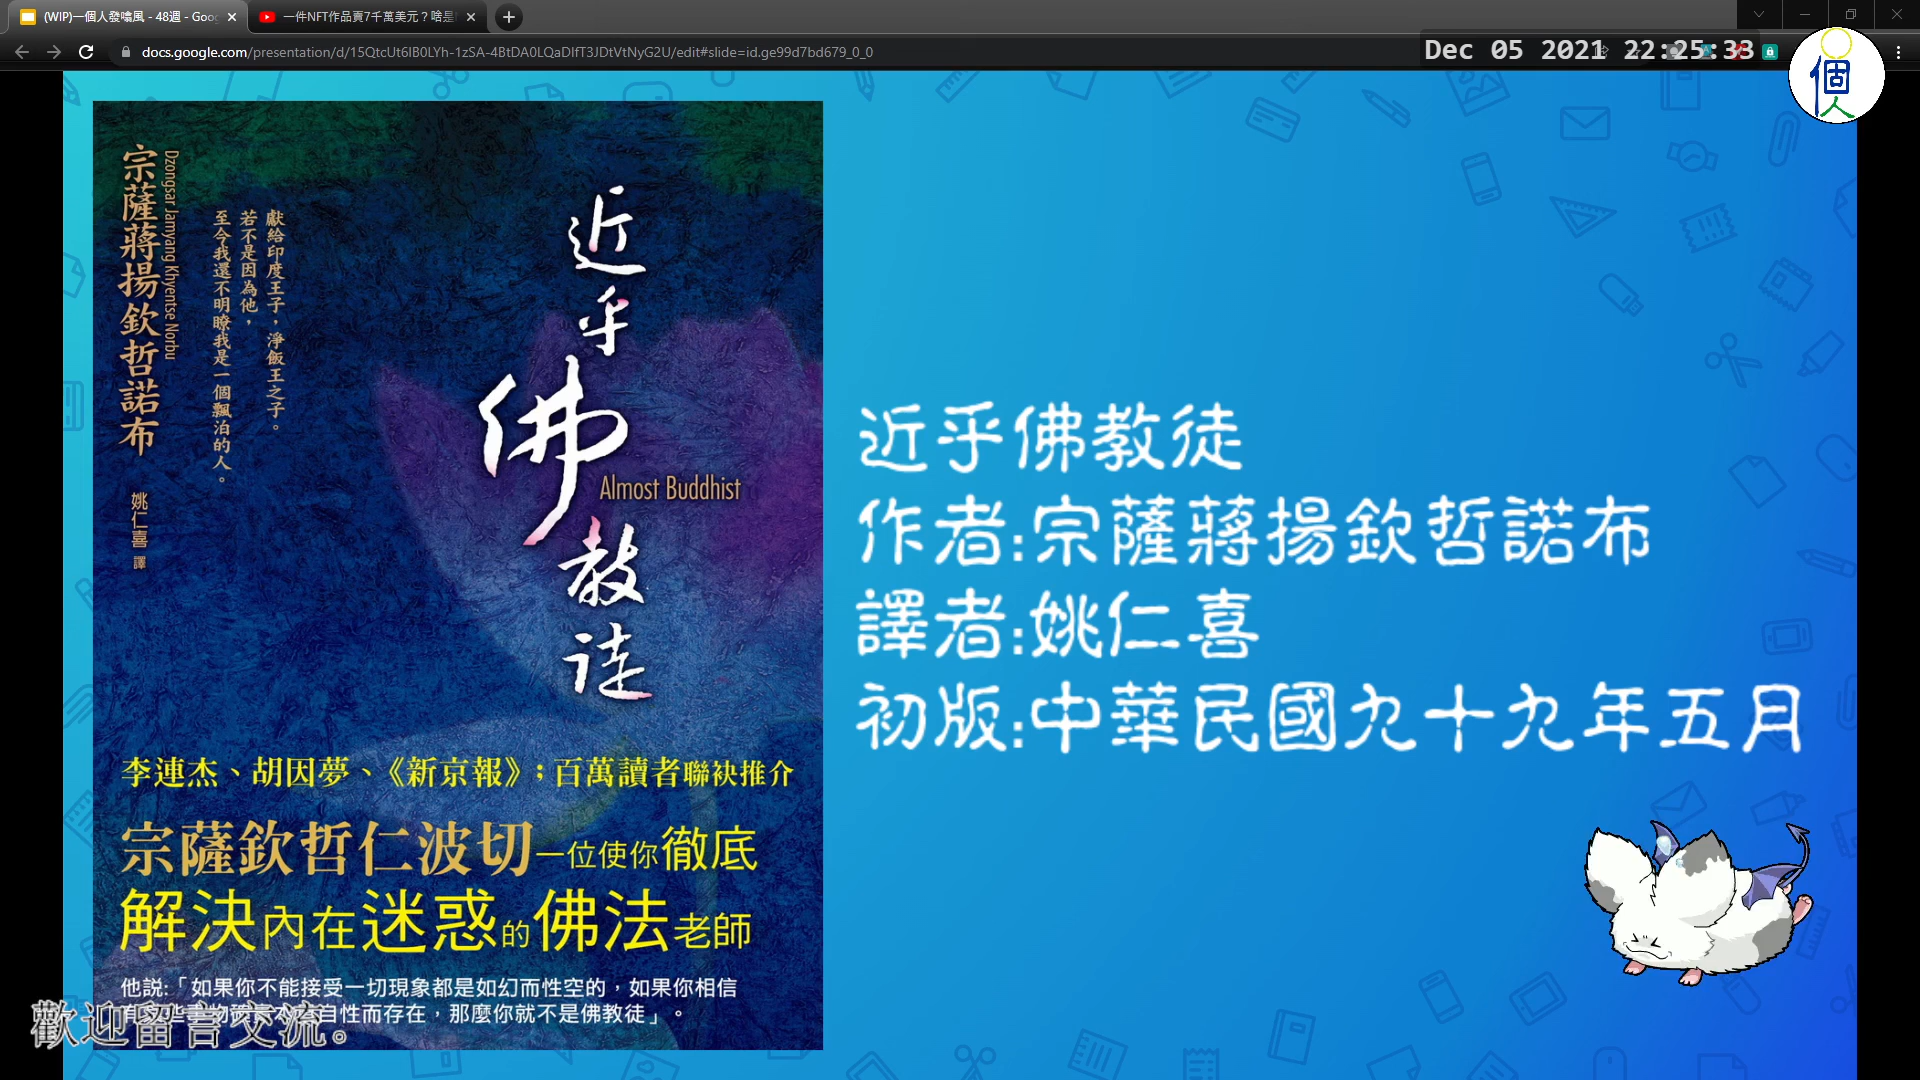 (WIP)一個人發噏風 - 48週 - Goo
一件NFT作品賣7千萬美元？啥是
docs.google.com/presentation/d/15QtcUt6IB0LYh-1zSA-4BtDA0LQaDIfT3JDtVtNyG2U/edit#slide=id.ge99d7bd679_0_0
Dec 05 2021 22:25:33
個人
宗薩蔣揚欽哲諾布
Dzongsar Jamyang Khyentse Norbu
姚仁喜 譯
獻給印度王子，淨飯王之子。
若不是因為他，
至今我還不明瞭我是一個飄泊的人。
近乎佛教徒
Almost Buddhist
李連杰、胡因夢、《新京報》；百萬讀者聯袂推介
宗薩欽哲仁波切一位使你徹底
解決內在迷惑的佛法老師
他説:「如果你不能接受一切現象都是如幻而性空的，如果你相信
自性而存在，那麼你就不是佛教徒」。
歡迎留言交流。
近乎佛教徒
作者:宗薩蔣揚欽哲諾布
譯者:姚仁喜
初版:中華民國九十九年五月